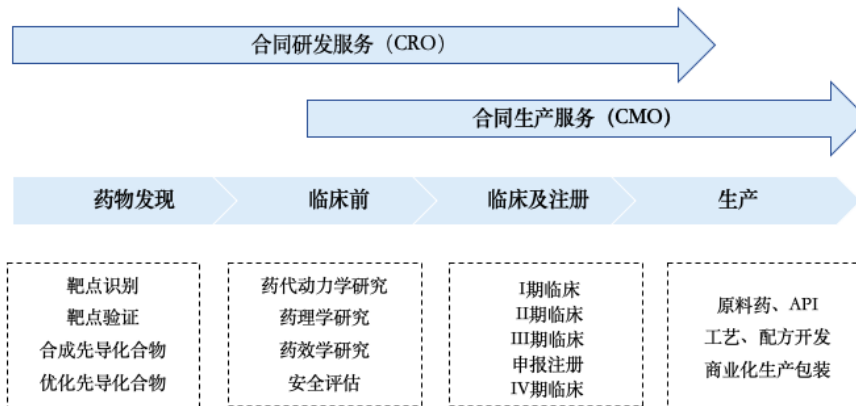 合同研发服务（CRO）
合同生产服务（CMO）
药物发现
临床前
临床及注册
生产
靶点识别
靶点验证
合成先导化合物
优化先导化合物
药代动力学研究
药理学研究
药效学研究
安全评估
I期临床
II期临床
III期临床
申报注册
IV期临床
原料药、API
工艺、配方开发
商业化生产包装